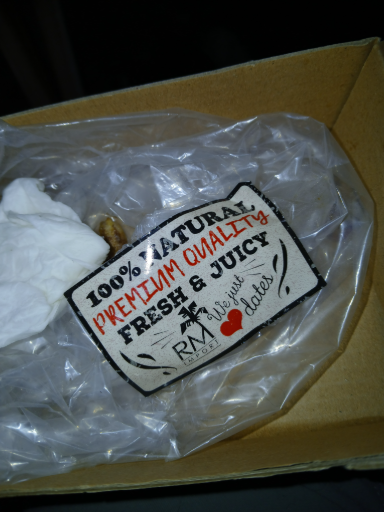 100% NATURAL
PREMIUM QUALITY
FRESH & JUICY
We just
❤ dates
RM
IMPORT